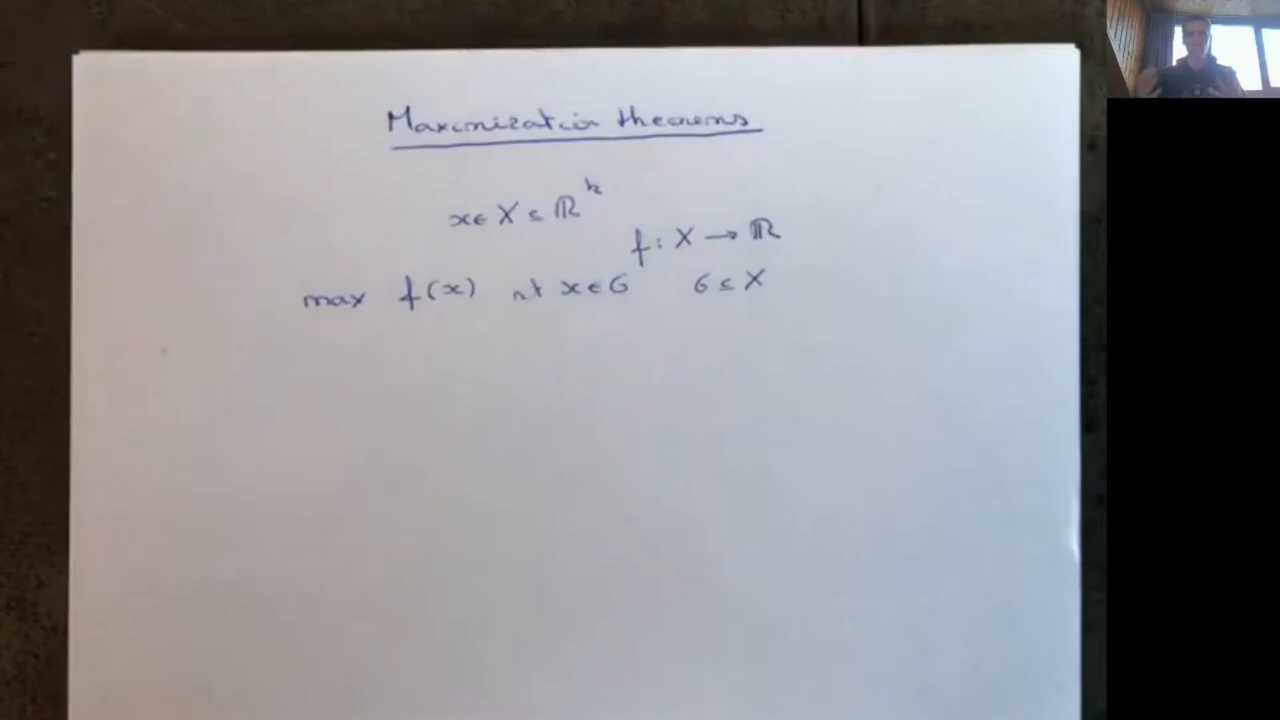 Maximization theorems
x ∈ X ⊆ ℝ^k
f : X → ℝ
max f(x) st x ∈ G G ⊆ X